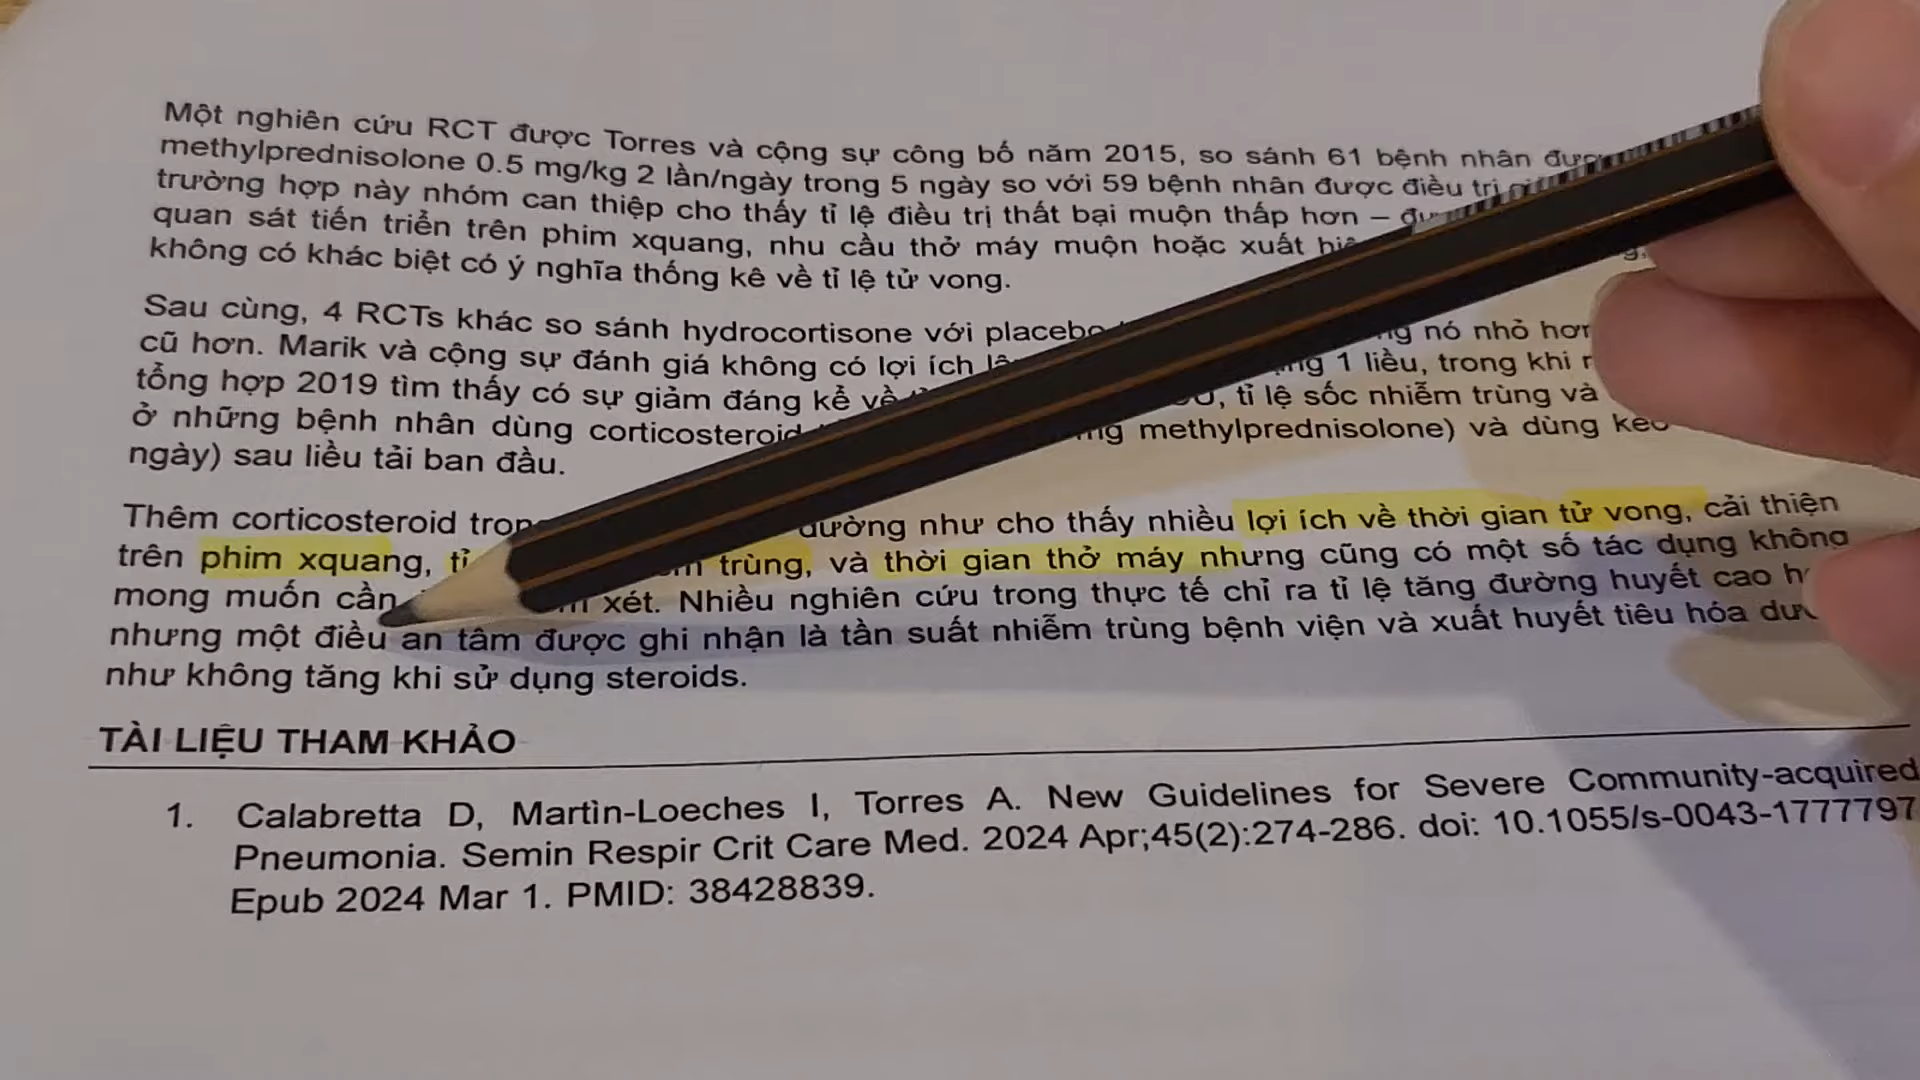 Một nghiên cứu RCT được Torres và cộng sự công bố năm 2015, so sánh 61 bệnh nhân
methylprednisolone 0.5 mg/kg 2 lần/ngày trong 5 ngày so với 59 bệnh nhân được điều trị
trường hợp này nhóm can thiệp cho thấy tỉ lệ điều trị thất bại muộn thấp hơn –
quan sát tiến triển trên phim xquang, nhu cầu thở máy muộn hoặc xuất
không có khác biệt có ý nghĩa thống kê về tỉ lệ tử vong.
Sau cùng, 4 RCTs khác so sánh hydrocortisone với placebo nó nhỏ hơn
cũ hơn. Marik và cộng sự đánh giá không có lợi ích 1 liều, trong khi
tổng hợp 2019 tìm thấy có sự giảm đáng kể về tỉ lệ sốc nhiễm trùng và
ở những bệnh nhân dùng corticosteroid methylprednisolone) và dùng
ngày) sau liều tải ban đầu.
Thêm corticosteroid dường như cho thấy nhiều lợi ích về thời gian tử vong, cải thiện
trên phim xquang, trùng, và thời gian thở máy nhưng cũng có một số tác dụng không
mong muốn cần xét. Nhiều nghiên cứu trong thực tế chỉ ra tỉ lệ tăng đường huyết cao
nhưng một điều an tâm được ghi nhận là tần suất nhiễm trùng bệnh viện và xuất huyết tiêu hóa
như không tăng khi sử dụng steroids.
TÀI LIỆU THAM KHẢO
1. Calabretta D, Martìn-Loeches I, Torres A. New Guidelines for Severe Community-acquired
Pneumonia. Semin Respir Crit Care Med. 2024 Apr;45(2):274-286. doi: 10.1055/s-0043-1777797
Epub 2024 Mar 1. PMID: 38428839.